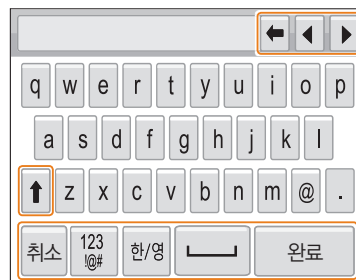 q w e r t y u i o p
a s d f g h j k l
z x c v b n m @ .
취소 123 !@# 한/영 완료